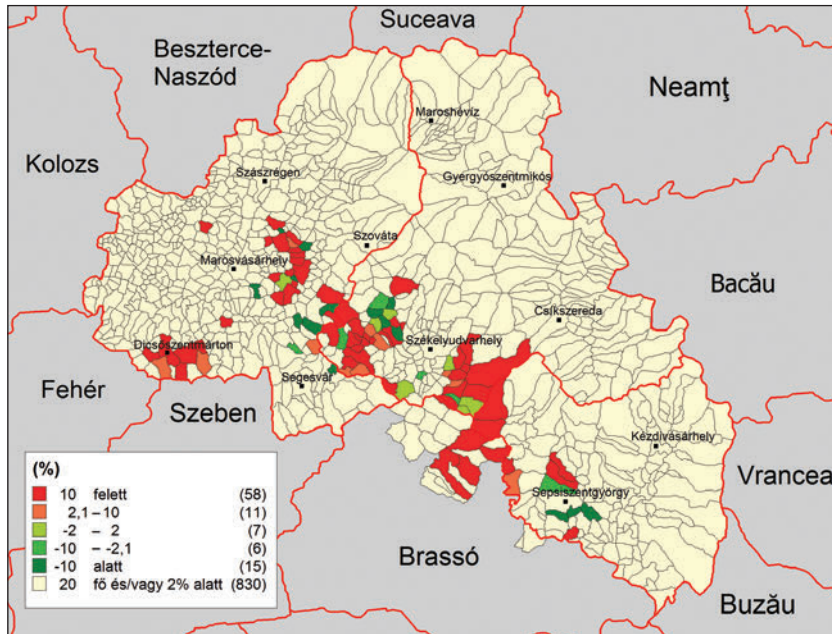 Suceava
Beszterce-
Naszód
Neamţ
Maroshévíz
Kolozs
Gyergyószentmikós
Szászrégen
Szováta
Marosvásárhely
Bacău
Csíkszereda
Dicsőszentmárton
Székelyudvarhely
Fehér
Segesvár
Szeben
Kézdivásárhely
Vrancea
Sepsiszentgyörgy
Brassó
Buzău
(%)
10 felett (58)
2,1 – 10 (11)
-2 – 2 (7)
-10 – -2,1 (6)
-10 alatt (15)
20 fő és/vagy 2% alatt (830)